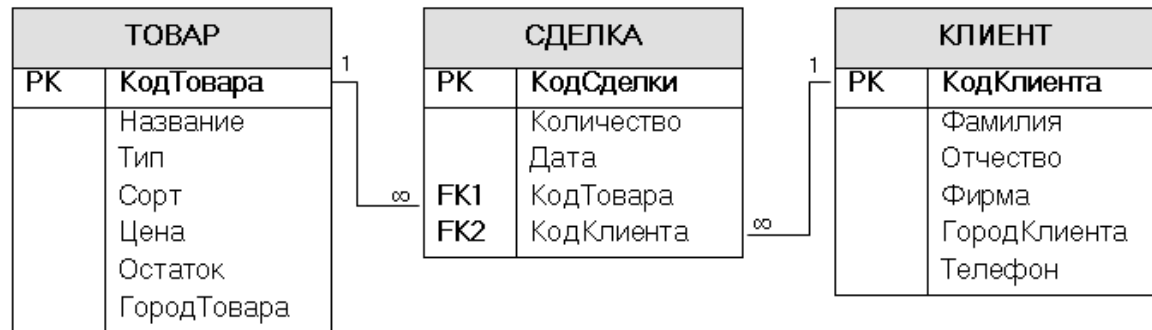 ТОВАР
PK КодТовара
Название
Тип
Сорт
Цена
Остаток
ГородТовара
1
∞
СДЕЛКА
PK КодСделки
Количество
Дата
FK1 КодТовара
FK2 КодКлиента
1
∞
КЛИЕНТ
PK КодКлиента
Фамилия
Отчество
Фирма
ГородКлиента
Телефон